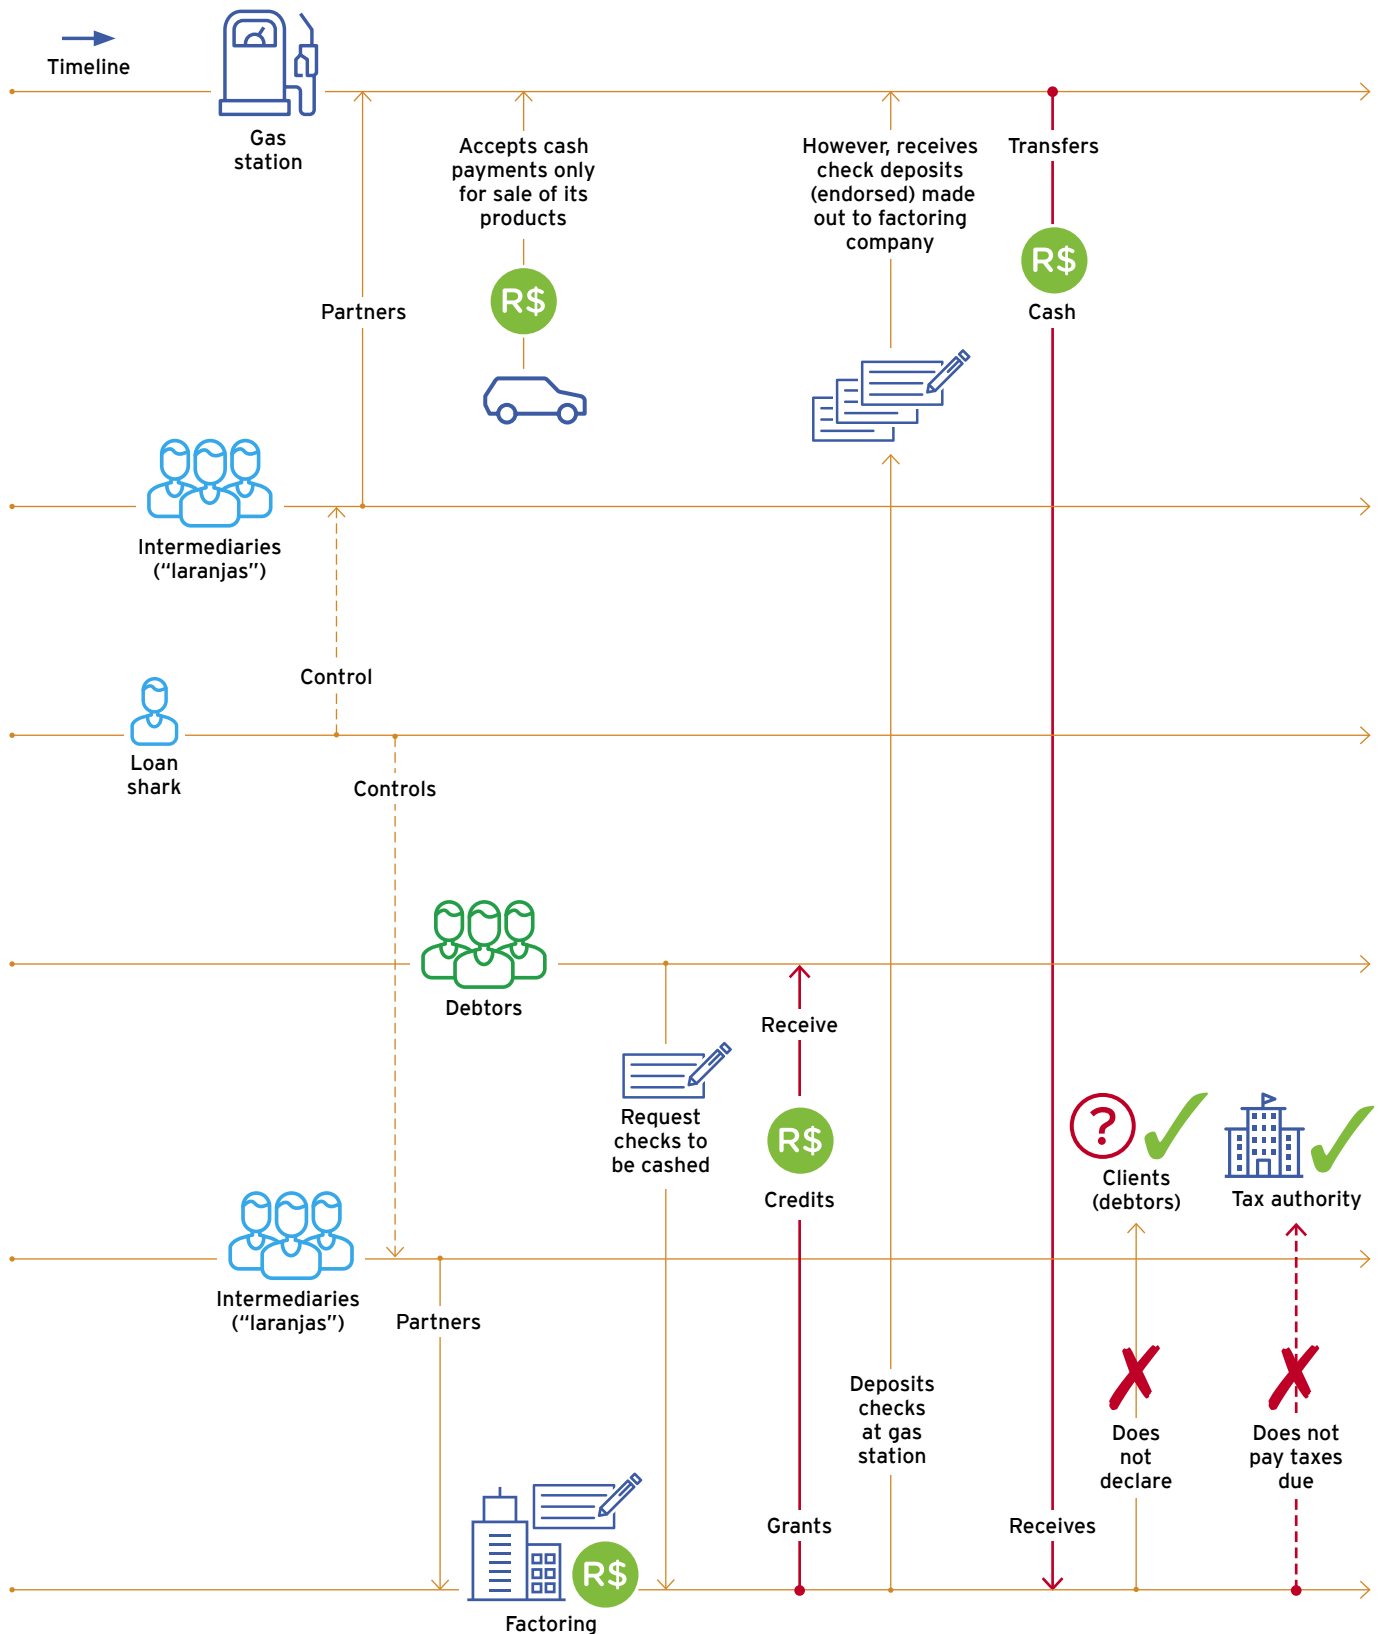 Timeline
Gas
station
Accepts cash
payments only
for sale of its
products
R$
However, receives
check deposits
(endorsed) made
out to factoring
company
Transfers
R$
Cash
Partners
Intermediaries
(“laranjas”)
Control
Loan
shark
Controls
Debtors
Request
checks to
be cashed
Receive
R$
Credits
?
Clients
(debtors)
Tax authority
Intermediaries
(“laranjas”)
Partners
Deposits
checks
at gas
station
Does
not
declare
Does not
pay taxes
due
Grants
Receives
R$
Factoring